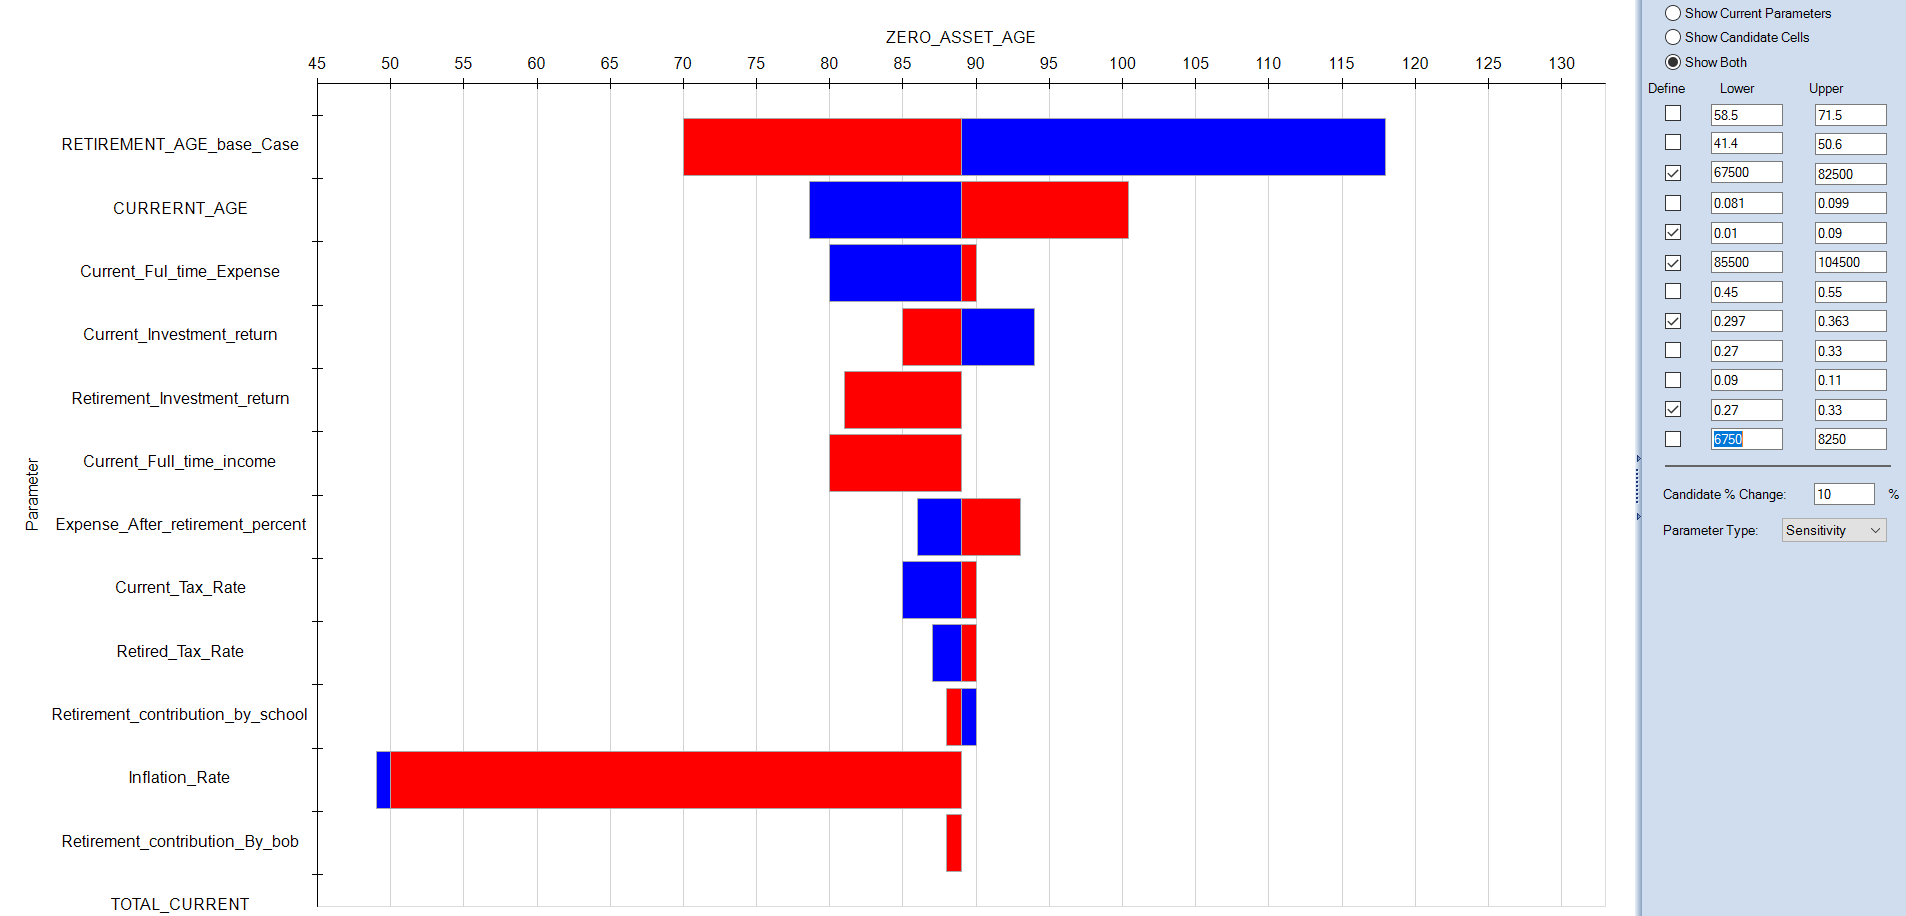 ZERO_ASSET_AGE
45 50 55 60 65 70 75 80 85 90 95 100 105 110 115 120 125 130
Parameter
RETIREMENT_AGE_base_Case
CURRERNT_AGE
Current_Ful_time_Expense
Current_Investment_return
Retirement_Investment_return
Current_Full_time_income
Expense_After_retirement_percent
Current_Tax_Rate
Retired_Tax_Rate
Retirement_contribution_by_school
Inflation_Rate
Retirement_contribution_By_bob
TOTAL_CURRENT
Show Current Parameters
Show Candidate Cells
Show Both
Define Lower Upper
58.5 71.5
41.4 50.6
67500 82500
0.081 0.099
0.01 0.09
85500 104500
0.45 0.55
0.297 0.363
0.27 0.33
0.09 0.11
0.27 0.33
6750 8250
Candidate % Change: 10 %
Parameter Type: Sensitivity